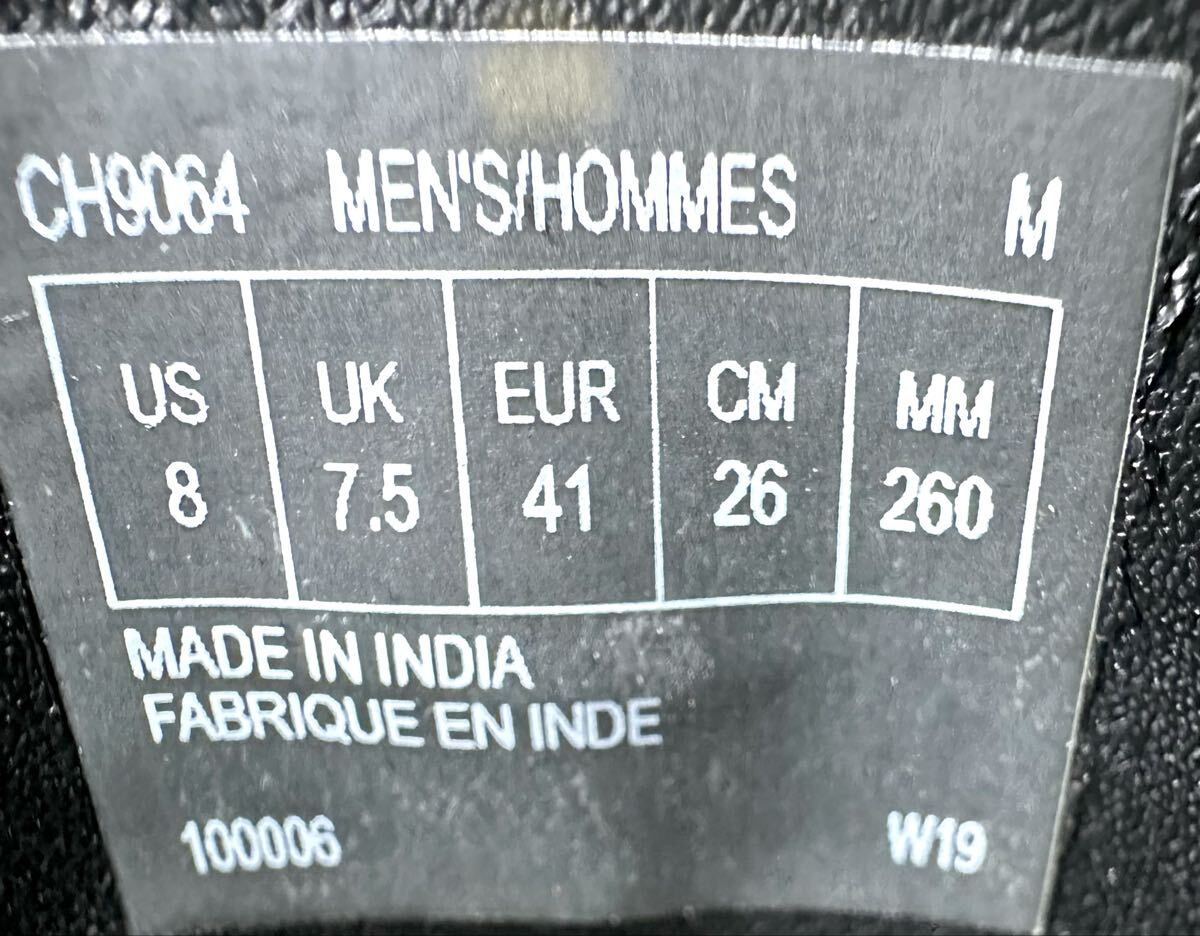 CH9064 MEN'S/HOMMES M
US UK EUR CM MM
8 7.5 41 26 260
MADE IN INDIA
FABRIQUE EN INDE
100006 W19